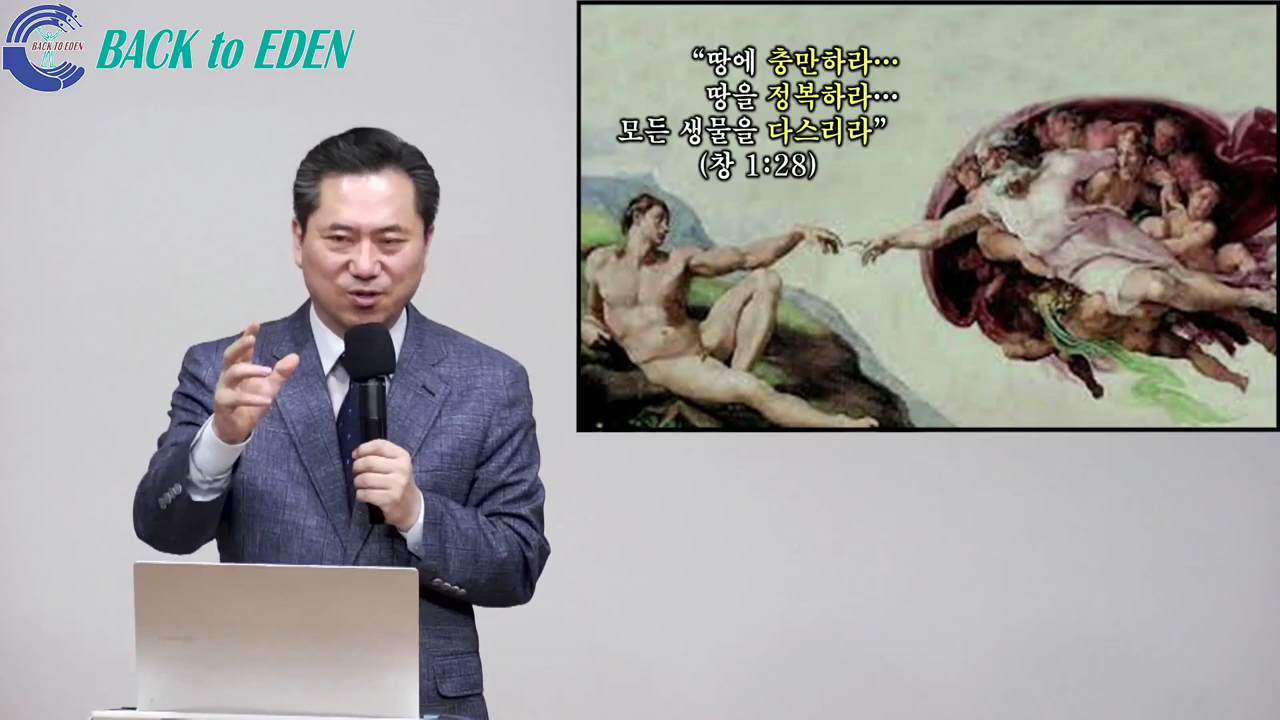 BACK TO EDEN
BACK to EDEN
“땅에 충만하라…
땅을 정복하라…
모든 생물을 다스리라”
(창 1:28)